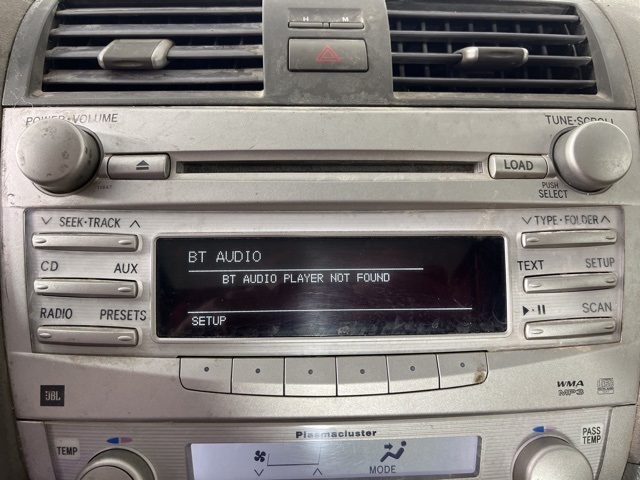 H M
POWER·VOLUME
TUNE·SCROLL
LOAD
PUSH
SELECT
∨ SEEK·TRACK ∧
∨ TYPE·FOLDER ∧
BT AUDIO
BT AUDIO PLAYER NOT FOUND
SETUP
CD AUX
TEXT SETUP
RADIO PRESETS
SCAN
JBL
WMA
MP3
Plasmacluster
TEMP
PASS
TEMP
MODE